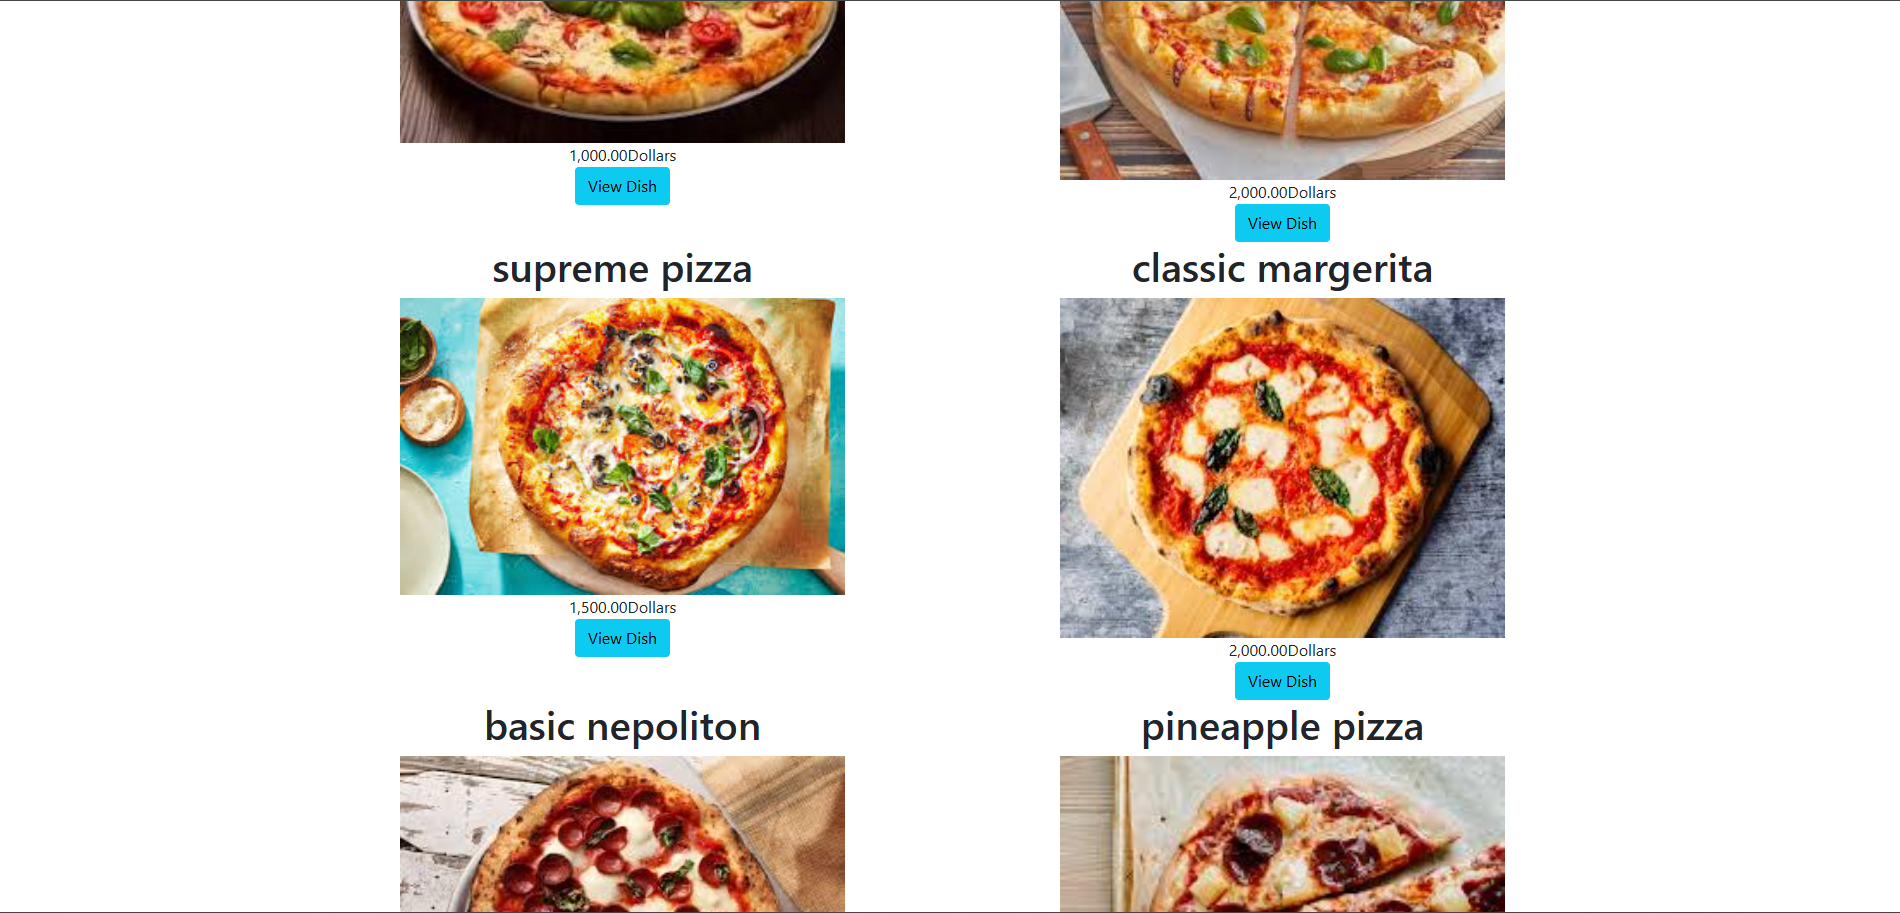 1,000.00Dollars
View Dish
2,000.00Dollars
View Dish
supreme pizza
classic margerita
1,500.00Dollars
View Dish
2,000.00Dollars
View Dish
basic nepoliton
pineapple pizza